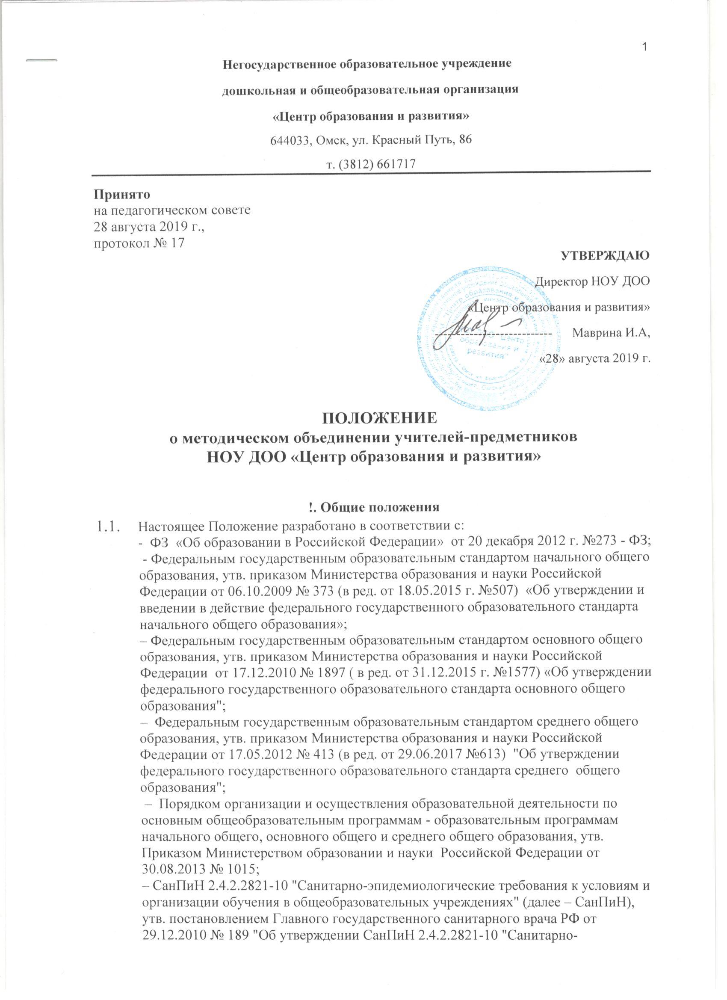 1
Негосударственное образовательное учреждение
дошкольная и общеобразовательная организация
«Центр образования и развития»
644033, Омск, ул. Красный Путь, 86
т. (3812) 661717
Принято
на педагогическом совете
28 августа 2019 г.,
протокол № 17
УТВЕРЖДАЮ
Директор НОУ ДОО
«Центр образования и развития»
---------------------------- Маврина И.А,
«28» августа 2019 г.
ПОЛОЖЕНИЕ
о методическом объединении учителей-предметников
НОУ ДОО «Центр образования и развития»
!. Общие положения
1.1. Настоящее Положение разработано в соответствии с:
- ФЗ «Об образовании в Российской Федерации» от 20 декабря 2012 г. №273 - ФЗ;
- Федеральным государственным образовательным стандартом начального общего
образования, утв. приказом Министерства образования и науки Российской
Федерации от 06.10.2009 № 373 (в ред. от 18.05.2015 г. №507) «Об утверждении и
введении в действие федерального государственного образовательного стандарта
начального общего образования»;
– Федеральным государственным образовательным стандартом основного общего
образования, утв. приказом Министерства образования и науки Российской
Федерации от 17.12.2010 № 1897 ( в ред. от 31.12.2015 г. №1577) «Об утверждении
федерального государственного образовательного стандарта основного общего
образования";
– Федеральным государственным образовательным стандартом среднего общего
образования, утв. приказом Министерства образования и науки Российской
Федерации от 17.05.2012 № 413 (в ред. от 29.06.2017 №613) "Об утверждении
федерального государственного образовательного стандарта среднего общего
образования";
– Порядком организации и осуществления образовательной деятельности по
основным общеобразовательным программам - образовательным программам
начального общего, основного общего и среднего общего образования, утв.
Приказом Министерством образовании и науки Российской Федерации от
30.08.2013 № 1015;
– СанПиН 2.4.2.2821-10 "Санитарно-эпидемиологические требования к условиям и
организации обучения в общеобразовательных учреждениях" (далее – СанПиН),
утв. постановлением Главного государственного санитарного врача РФ от
29.12.2010 № 189 "Об утверждении СанПиН 2.4.2.2821-10 "Санитарно-